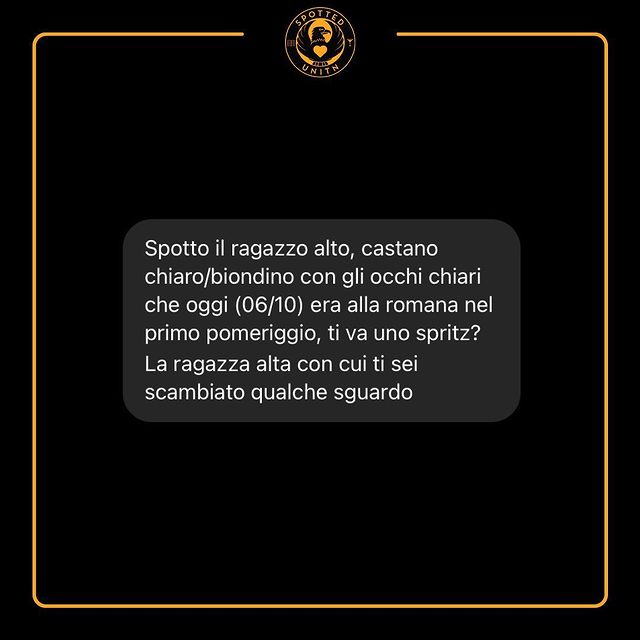 SPOTTED
UNITN
Spotto il ragazzo alto, castano
chiaro/biondino con gli occhi chiari
che oggi (06/10) era alla romana nel
primo pomeriggio, ti va uno spritz?
La ragazza alta con cui ti sei
scambiato qualche sguardo